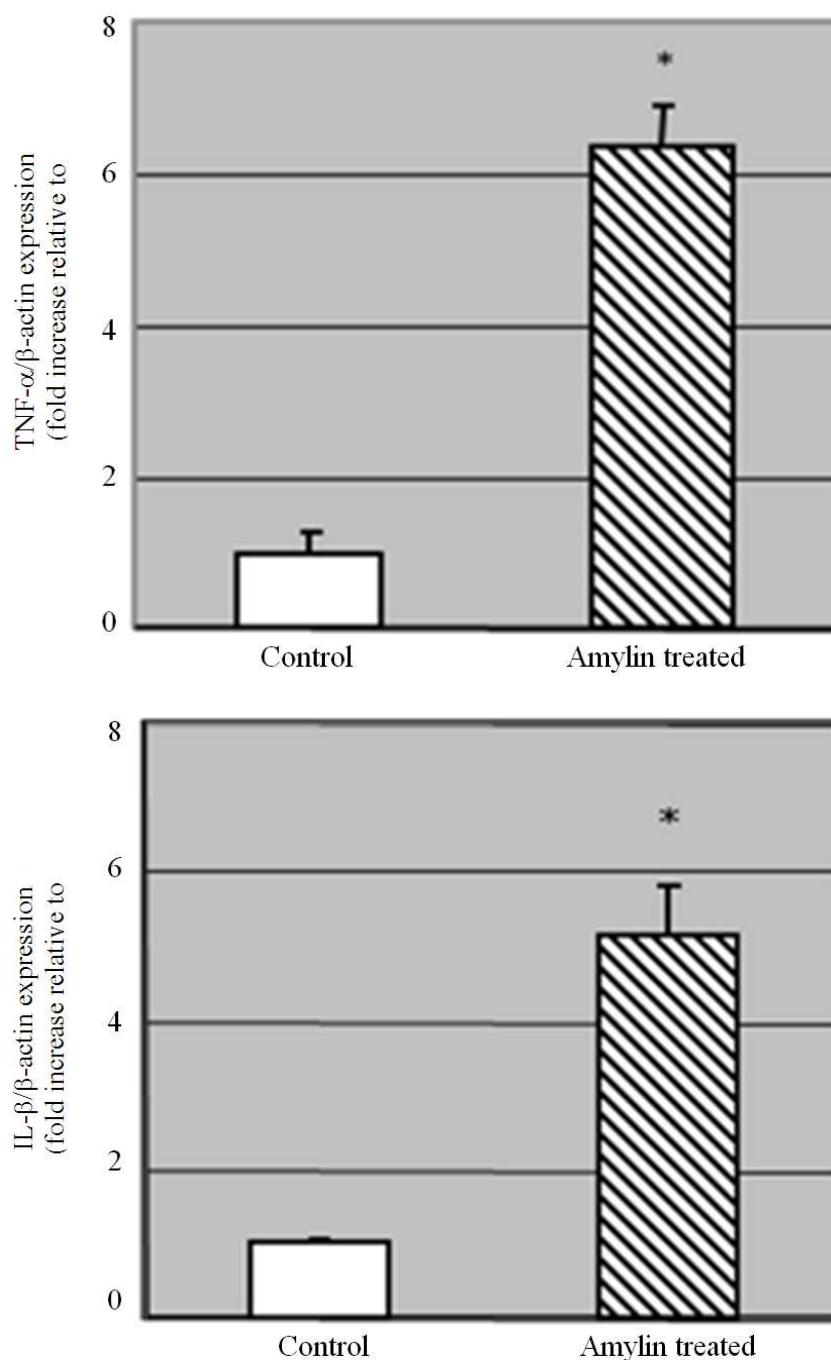 TNF-α/β-actin expression
(fold increase relative to
8
6
4
2
0
*
Control Amylin treated
IL-β/β-actin expression
(fold increase relative to
8
6
4
2
0
*
Control Amylin treated